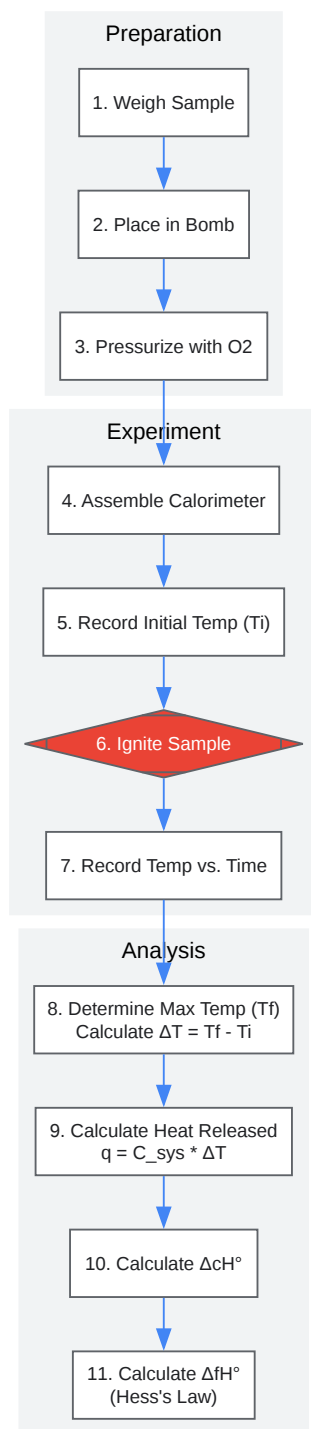 Preparation
1. Weigh Sample
2. Place in Bomb
3. Pressurize with O2
Experiment
4. Assemble Calorimeter
5. Record Initial Temp (Ti)
6. Ignite Sample
7. Record Temp vs. Time
Analysis
8. Determine Max Temp (Tf)
Calculate ΔT = Tf - Ti
9. Calculate Heat Released
q = C_sys * ΔT
10. Calculate ΔcH°
11. Calculate ΔfH°
(Hess's Law)